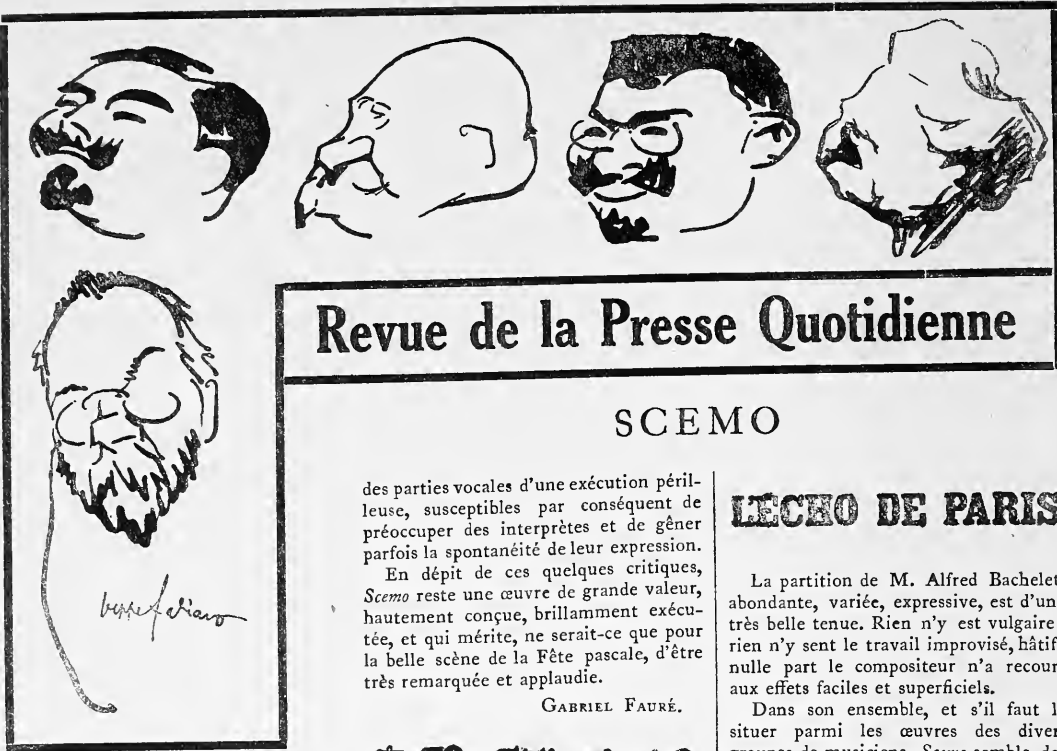 Revue de la Presse Quotidienne
SCEMO
des parties vocales d'une exécution péril-
leuse, susceptibles par conséquent de
préoccuper des interprètes et de gêner
parfois la spontanéité de leur expression.
En dépit de ces quelques critiques,
Scemo reste une œuvre de grande valeur,
hautement conçue, brillamment exécu-
tée, et qui mérite, ne serait-ce que pour
la belle scène de la Fête pascale, d'être
très remarquée et applaudie.
GABRIEL FAURÉ.
L'ÉCHO DE PARIS
La partition de M. Alfred Bachelet
abondante, variée, expressive, est d'un
très belle tenue. Rien n'y est vulgaire
rien n'y sent le travail improvisé, hâtif
nulle part le compositeur n'a recour
aux effets faciles et superficiels.
Dans son ensemble, et s'il faut l
situer parmi les œuvres des diver